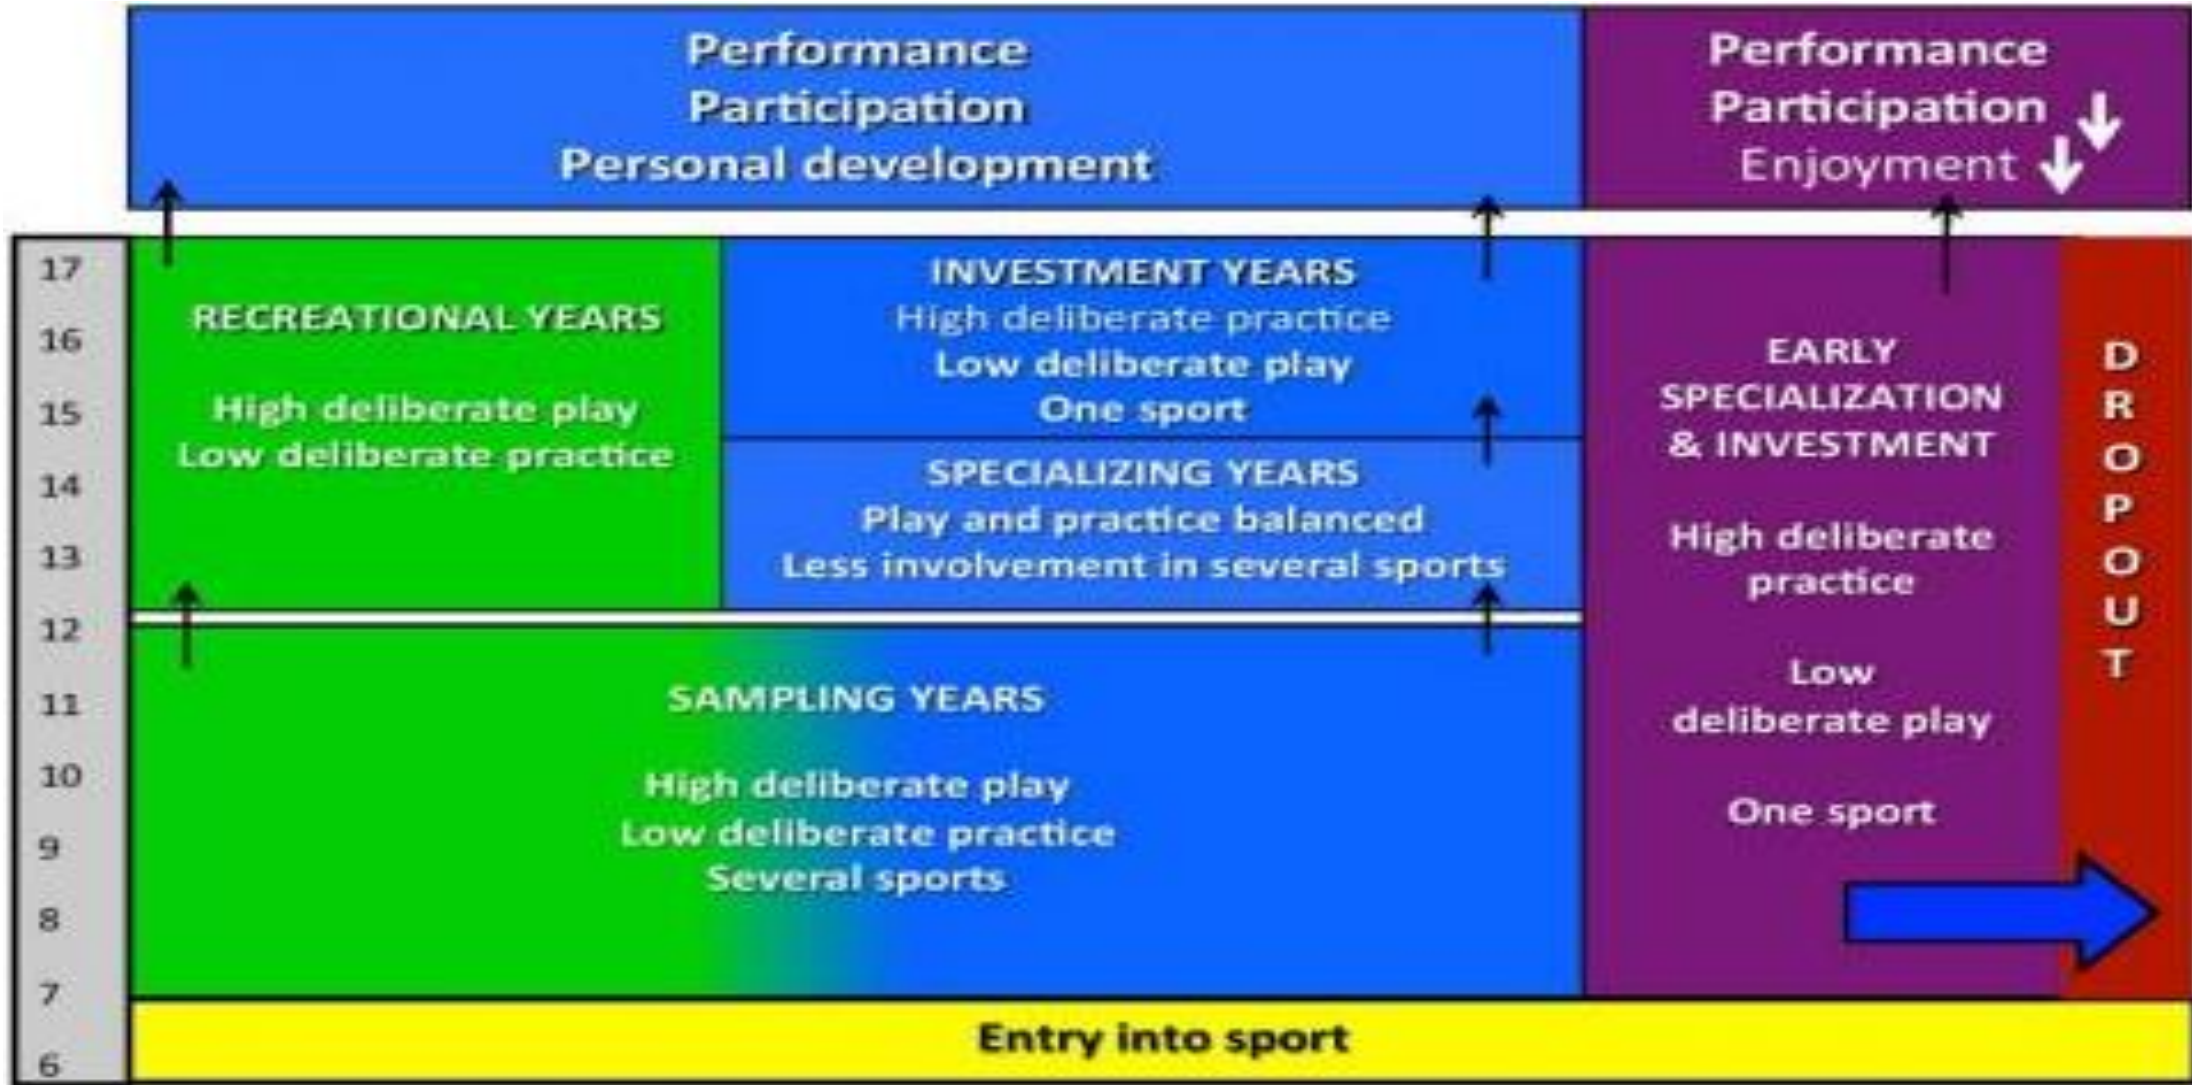 Performance
Participation
Personal development
Performance
Participation
Enjoyment
17
16
15
14
13
12
11
10
9
8
7
6
RECREATIONAL YEARS
High deliberate play
Low deliberate practice
INVESTMENT YEARS
High deliberate practice
Low deliberate play
One sport
SPECIALIZING YEARS
Play and practice balanced
Less involvement in several sports
SAMPLING YEARS
High deliberate play
Low deliberate practice
Several sports
EARLY
SPECIALIZATION
& INVESTMENT
High deliberate
practice
Low
deliberate play
One sport
DROPOUT
Entry into sport